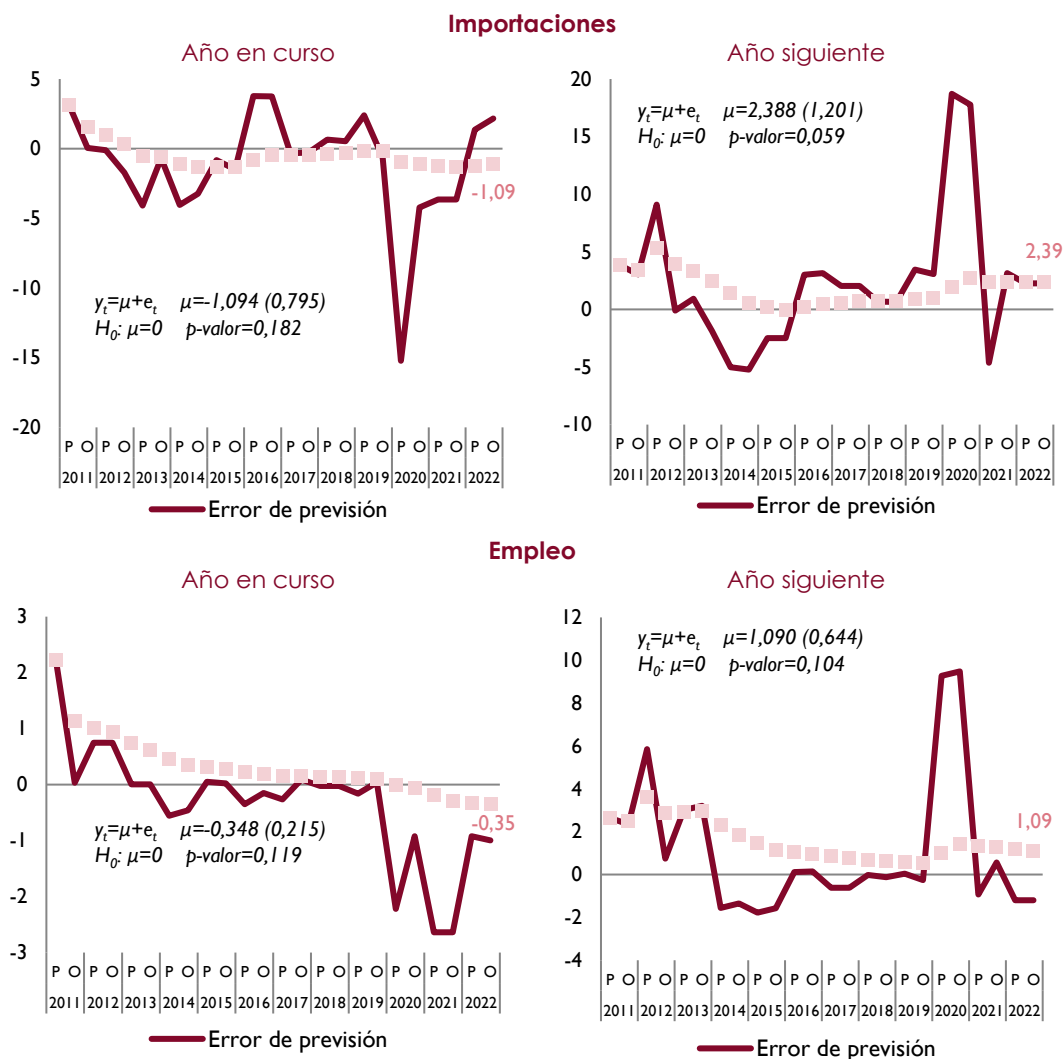 Importaciones
Año en curso
5
0
-5
-10
-15
-20
-1,09
yₜ=μ+eₜ μ=-1,094 (0,795)
H₀: μ=0 p-valor=0,182
P O P O P O P O P O P O P O P O P O P O P O P O
2011 2012 2013 2014 2015 2016 2017 2018 2019 2020 2021 2022
Error de previsión
Año siguiente
20
15
10
5
0
-5
-10
yₜ=μ+eₜ μ=2,388 (1,201)
H₀: μ=0 p-valor=0,059
2,39
P O P O P O P O P O P O P O P O P O P O P O P O
2011 2012 2013 2014 2015 2016 2017 2018 2019 2020 2021 2022
Error de previsión
Empleo
Año en curso
3
2
1
0
-1
-2
-3
-0,35
yₜ=μ+eₜ μ=-0,348 (0,215)
H₀: μ=0 p-valor=0,119
P O P O P O P O P O P O P O P O P O P O P O P O
2011 2012 2013 2014 2015 2016 2017 2018 2019 2020 2021 2022
Error de previsión
Año siguiente
12
10
8
6
4
2
0
-2
-4
yₜ=μ+eₜ μ=1,090 (0,644)
H₀: μ=0 p-valor=0,104
1,09
P O P O P O P O P O P O P O P O P O P O P O P O
2011 2012 2013 2014 2015 2016 2017 2018 2019 2020 2021 2022
Error de previsión